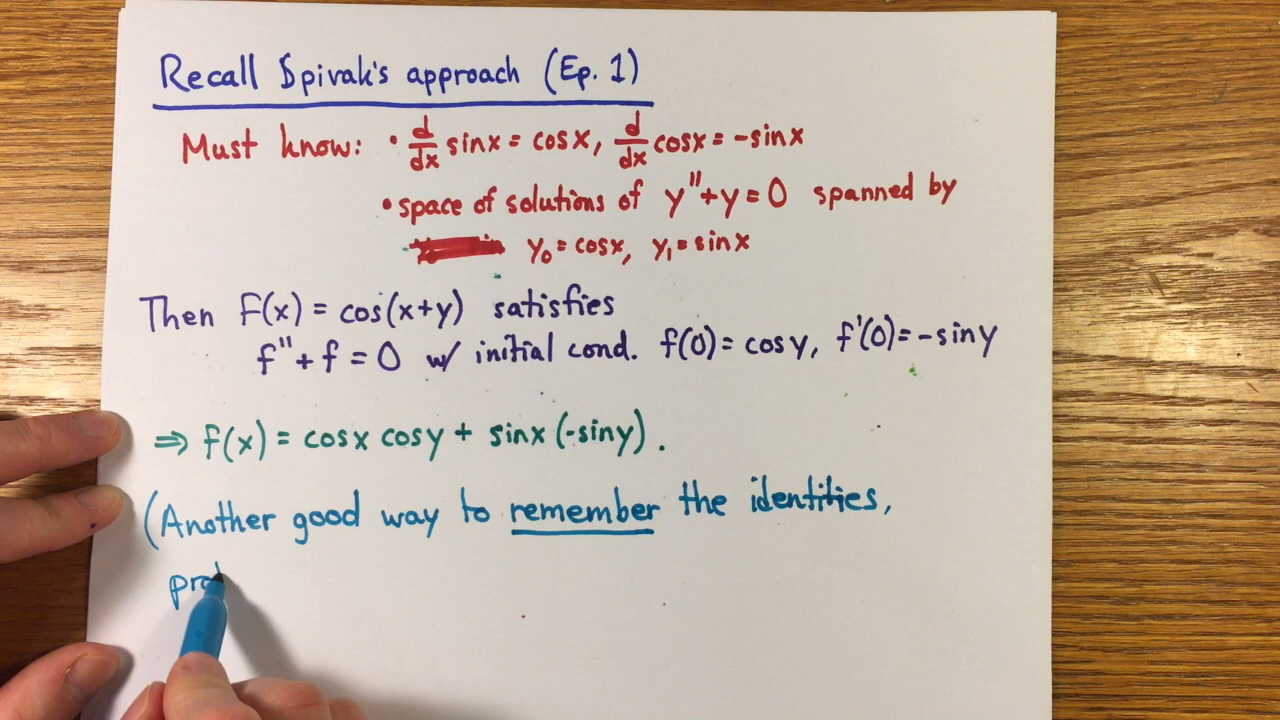 Recall Spivak's approach (Ep. 1)
Must know: • d/dx sinx = cosx, d/dx cosx = -sinx
• space of solutions of y''+y=0 spanned by
y₀ = cosx, y₁ = sinx
Then f(x) = cos(x+y) satisfies
f''+f=0 w/ initial cond. f(0)=cosy, f'(0)=-siny
⇒ f(x) = cosx cosy + sinx (-siny).
(Another good way to remember the identities,